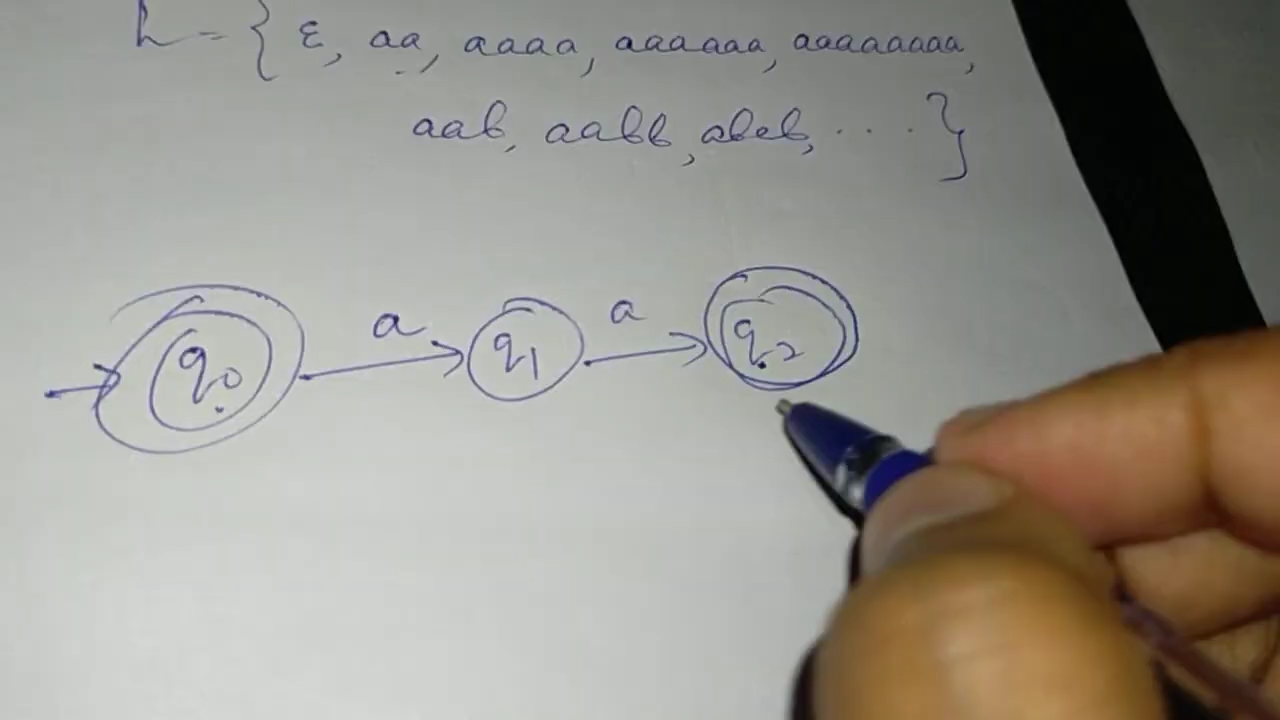 L = { ε, aa, aaaa, aaaaaa, aaaaaaaa,
aab, aabb, abab, ... }
q0 a q1 a q2